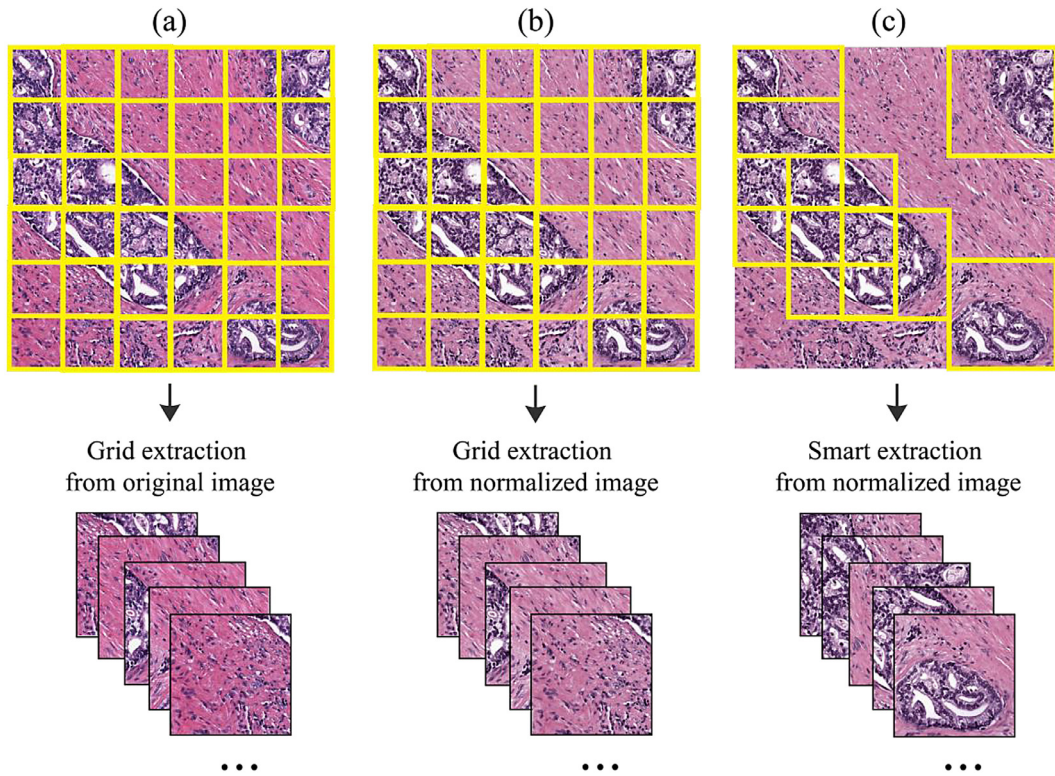 (a)
(b)
(c)
Grid extraction
from original image
Grid extraction
from normalized image
Smart extraction
from normalized image
...
...
...